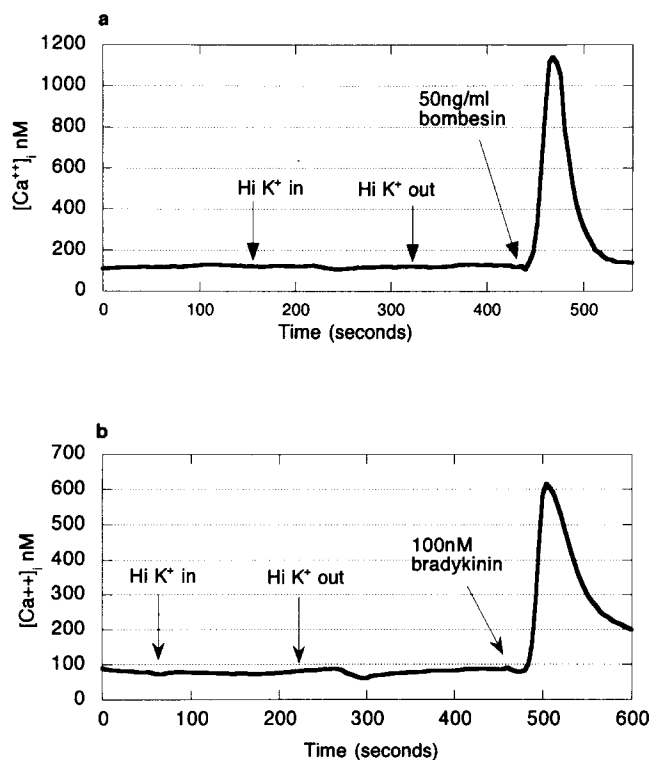 a
1200
1000
800
600
400
200
0
[Ca⁺⁺]ᵢ nM
50ng/ml
bombesin
Hi K⁺ in
Hi K⁺ out
0 100 200 300 400 500
Time (seconds)
b
700
600
500
400
300
200
100
0
[Ca++]ᵢ nM
100nM
bradykinin
Hi K⁺ in
Hi K⁺ out
0 100 200 300 400 500 600
Time (seconds)